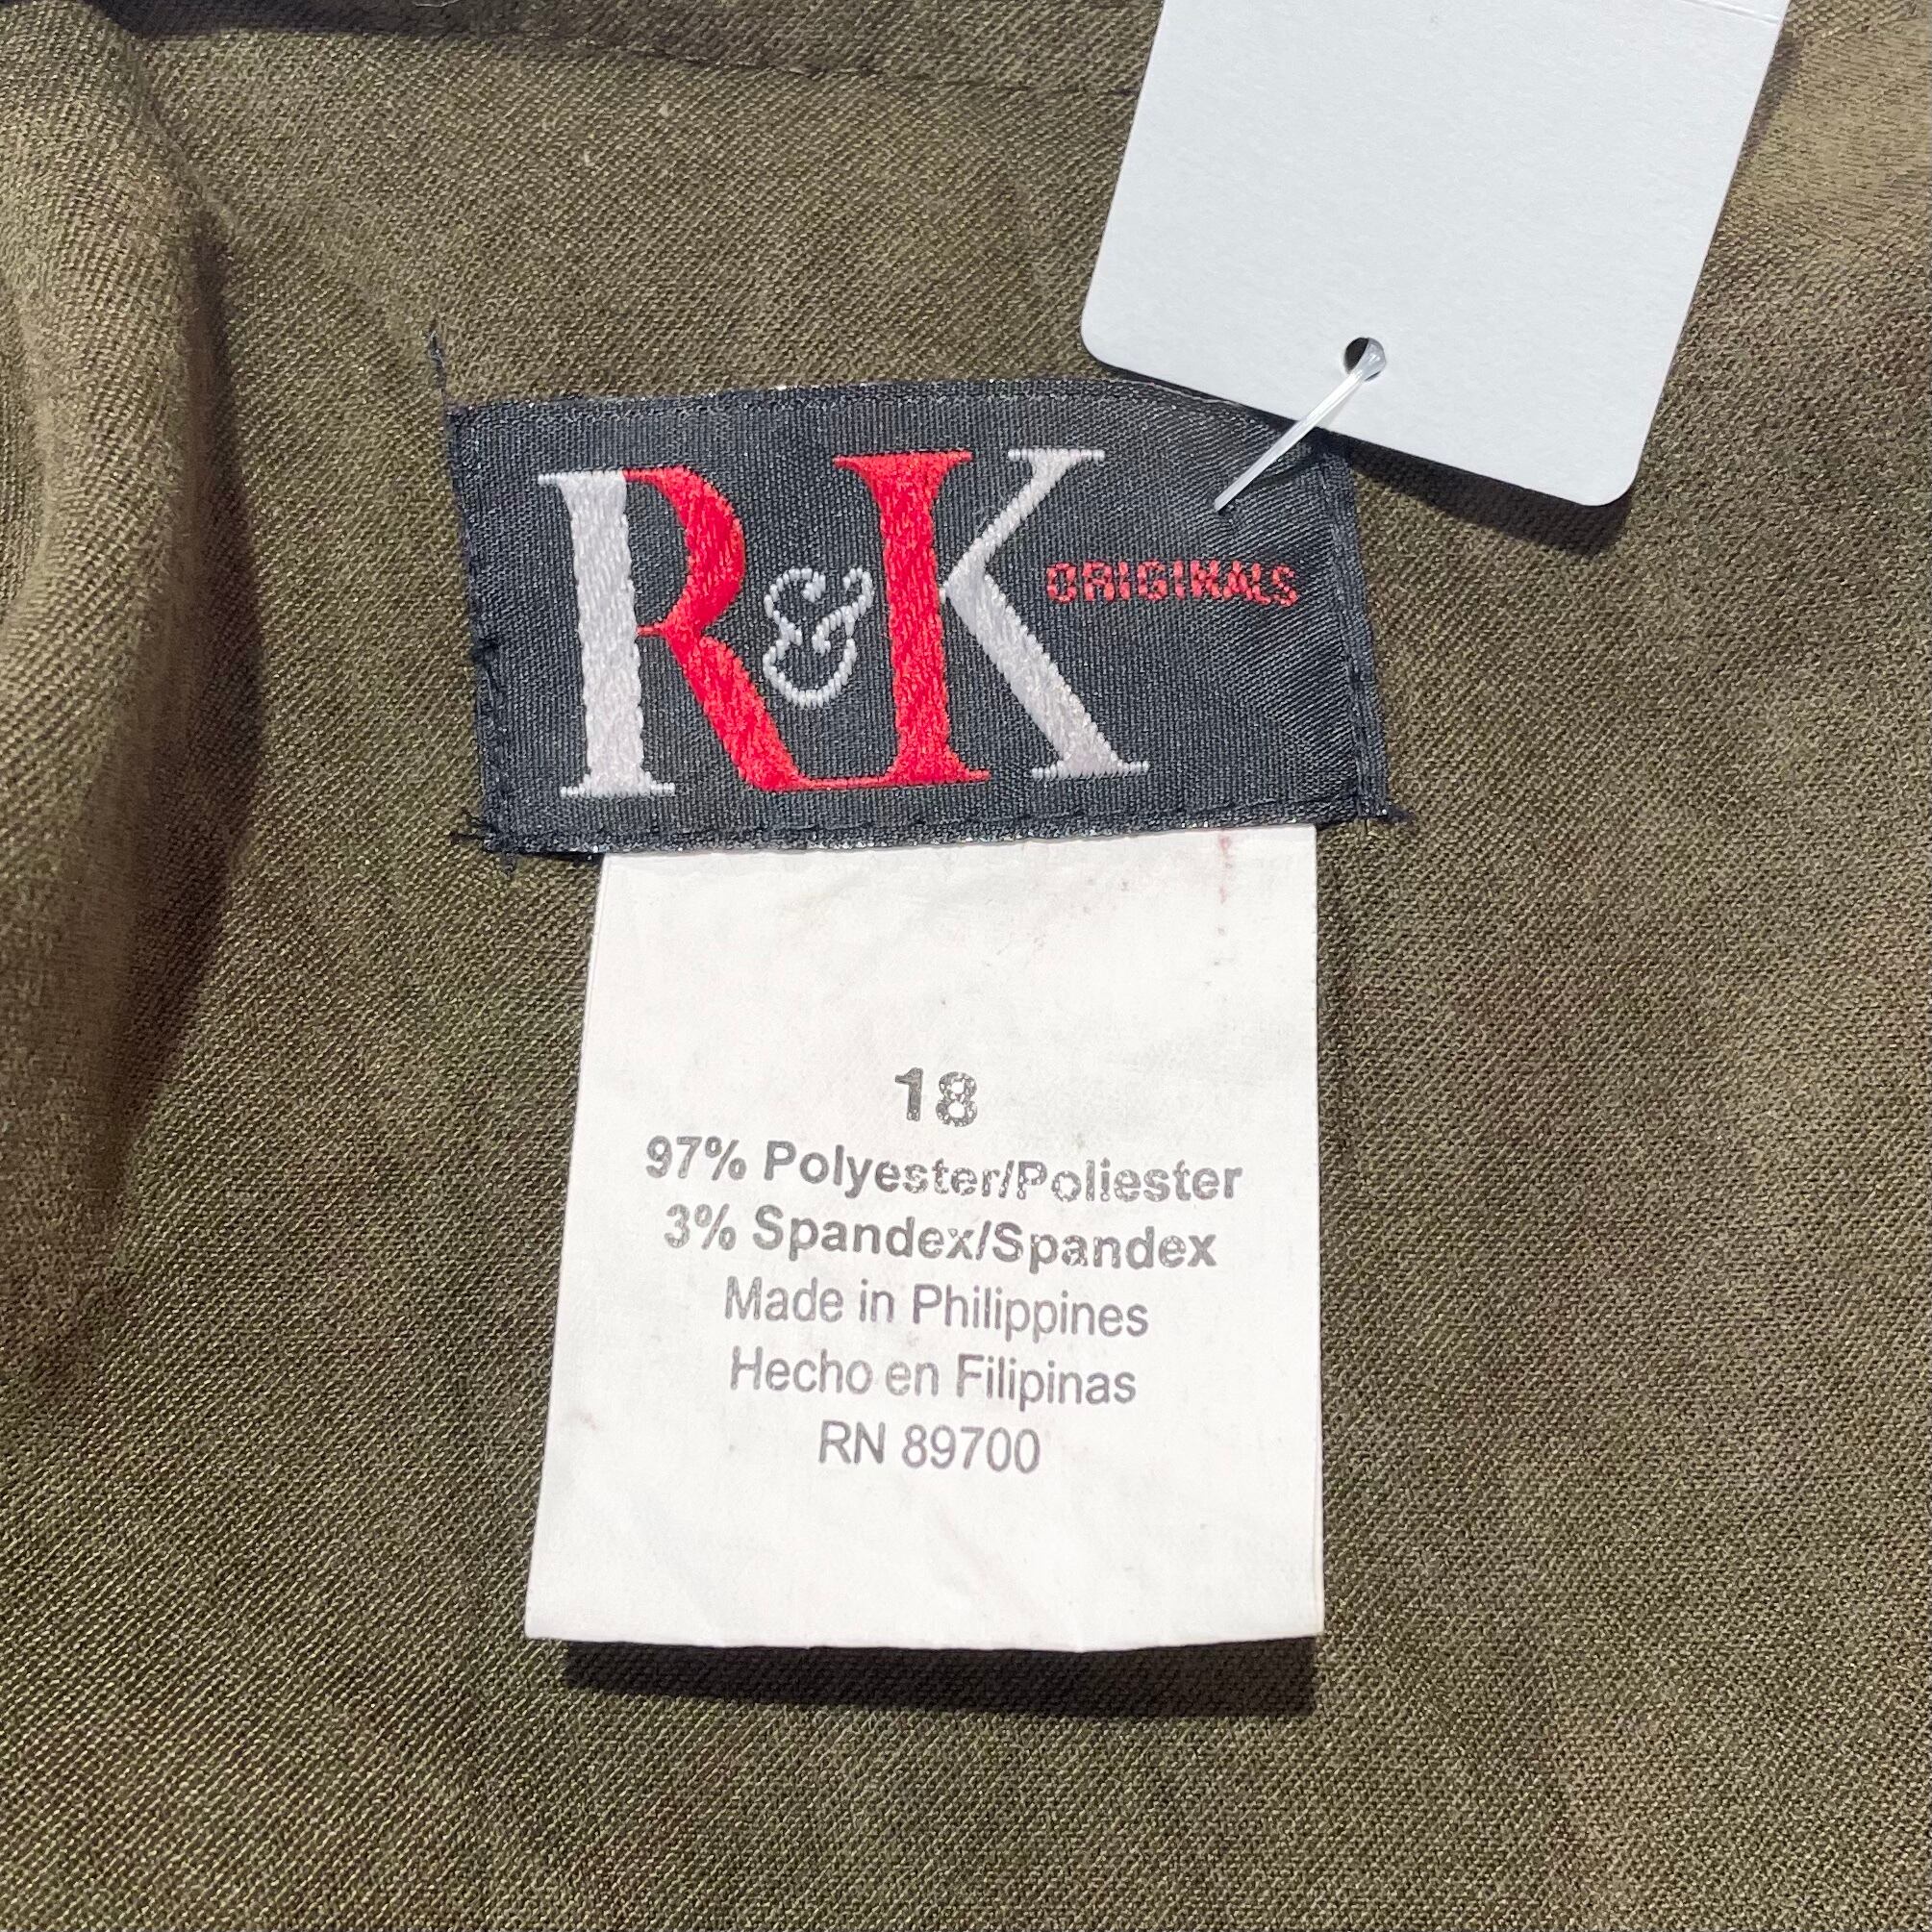 R&K ORIGINALS
18
97% Polyester/Poliester
3% Spandex/Spandex
Made in Philippines
Hecho en Filipinas
RN 89700